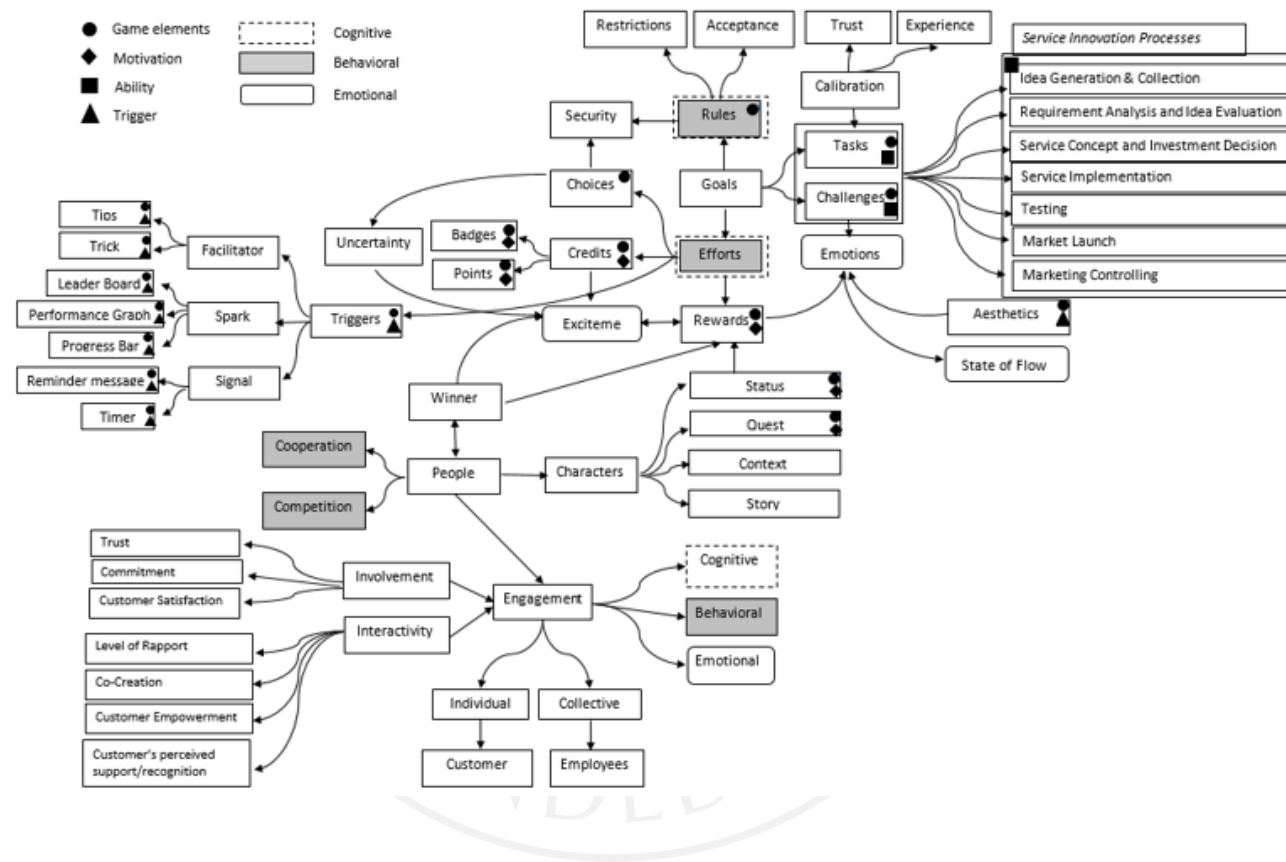 Game elements
Motivation
Ability
Trigger
Cognitive
Behavioral
Emotional
Restrictions
Acceptance
Trust
Experience
Service Innovation Processes
Idea Generation & Collection
Requirement Analysis and Idea Evaluation
Service Concept and Investment Decision
Service Implementation
Testing
Market Launch
Marketing Controlling
Calibration
Security
Rules
Tasks
Choices
Goals
Challenges
Tios
Trick
Facilitator
Uncertainty
Badges
Points
Credits
Efforts
Emotions
Leader Board
Performance Graph
Progress Bar
Spark
Triggers
Exciteme
Rewards
Aesthetics
State of Flow
Reminder message
Timer
Signal
Winner
Status
Quest
Context
Story
Cooperation
Competition
People
Characters
Trust
Commitment
Customer Satisfaction
Involvement
Engagement
Cognitive
Behavioral
Emotional
Level of Rapport
Co-Creation
Customer Empowerment
Customer's perceived
support/recognition
Interactivity
Individual
Collective
Customer
Employees